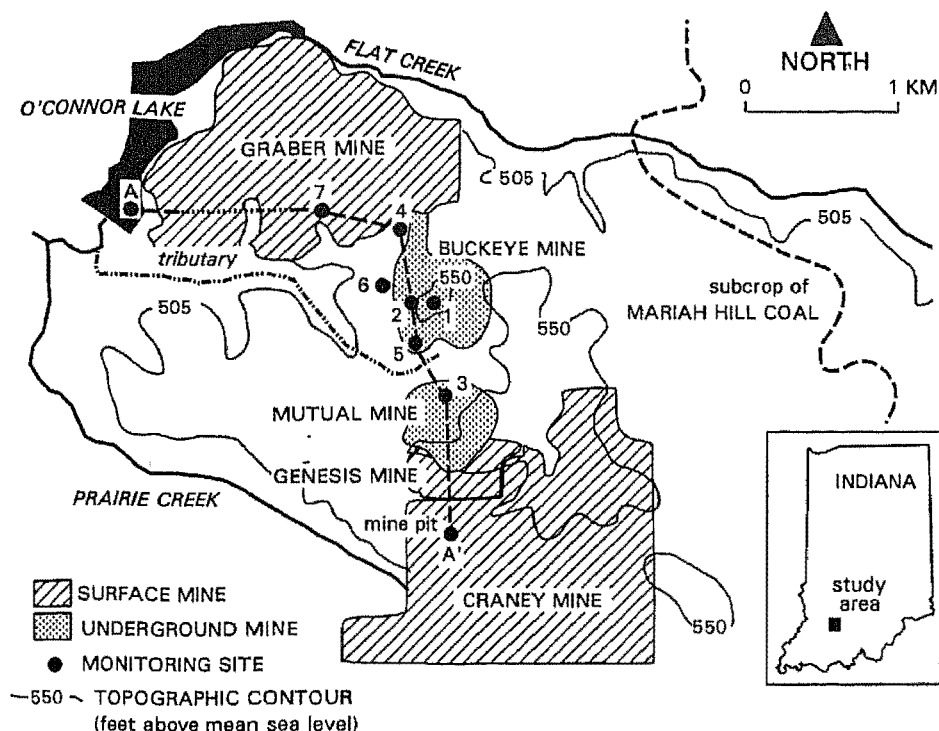 FLAT CREEK
NORTH
0 1 KM
O'CONNOR LAKE
GRABER MINE
505
505
A
7
4
BUCKEYE MINE
tributary
6
550
subcrop of
MARIAH HILL COAL
505
2
1
550
5
3
MUTUAL MINE
GENESIS MINE
INDIANA
PRAIRIE CREEK
mine pit
A'
study
area
SURFACE MINE
CRANEY MINE
550
UNDERGROUND MINE
MONITORING SITE
550 TOPOGRAPHIC CONTOUR
(feet above mean sea level)